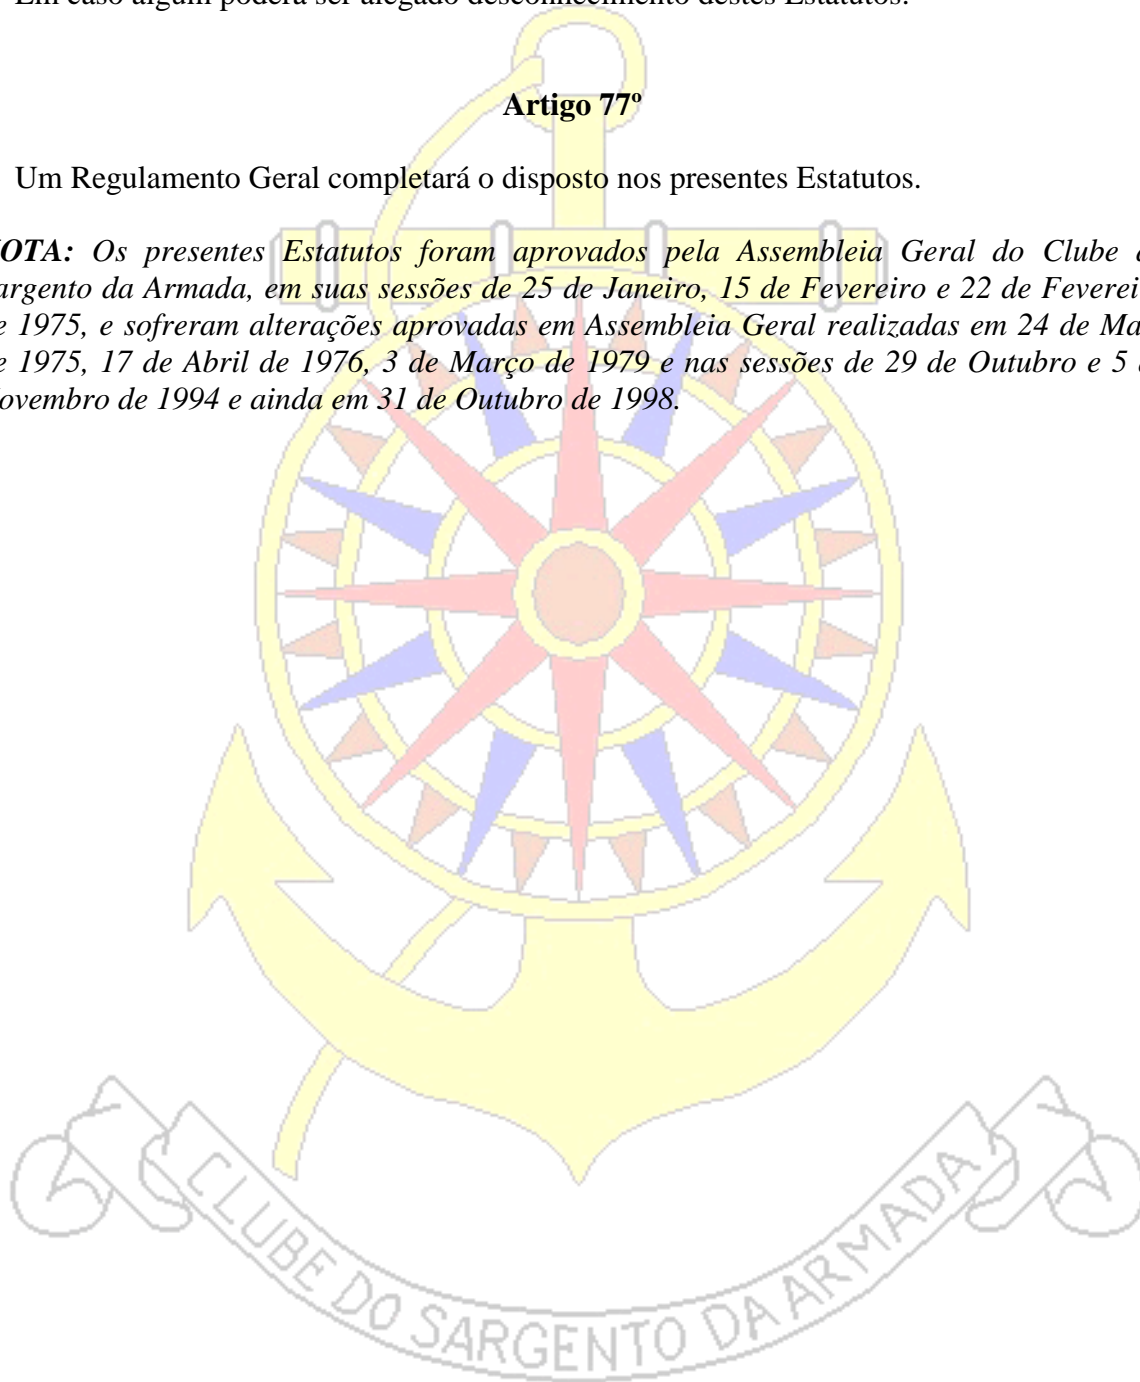 Em caso algum poderá ser alegado desconhecimento destes Estatutos.
Artigo 77º
Um Regulamento Geral completará o disposto nos presentes Estatutos.
OTA: Os presentes Estatutos foram aprovados pela Assembleia Geral do Clube
argento da Armada, em suas sessões de 25 de Janeiro, 15 de Fevereiro e 22 de Feverei
e 1975, e sofreram alterações aprovadas em Assembleia Geral realizadas em 24 de Ma
e 1975, 17 de Abril de 1976, 3 de Março de 1979 e nas sessões de 29 de Outubro e 5
ovembro de 1994 e ainda em 31 de Outubro de 1998.
CLUBE DO SARGENTO DA ARMADA